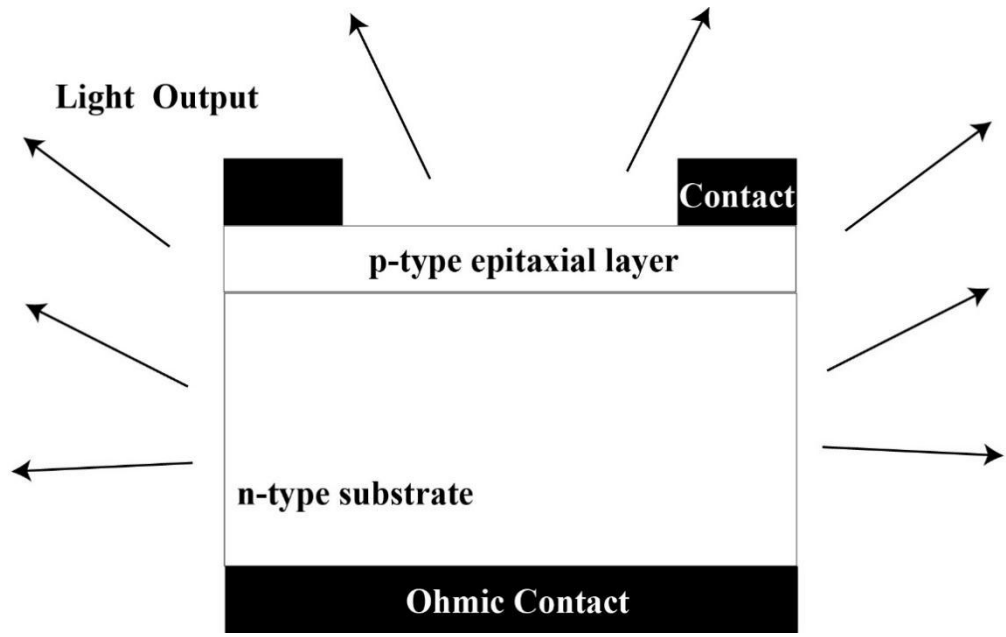 Light Output
Contact
p-type epitaxial layer
n-type substrate
Ohmic Contact